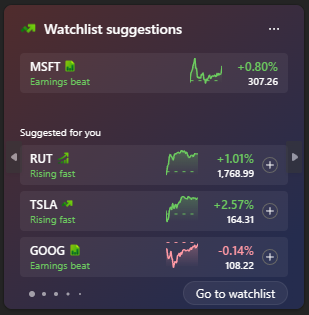 Watchlist suggestions
MSFT +0.80%
Earnings beat 307.26
Suggested for you
RUT +1.01%
Rising fast 1,768.99
TSLA +2.57%
Rising fast 164.31
GOOG -0.14%
Earnings beat 108.22
Go to watchlist